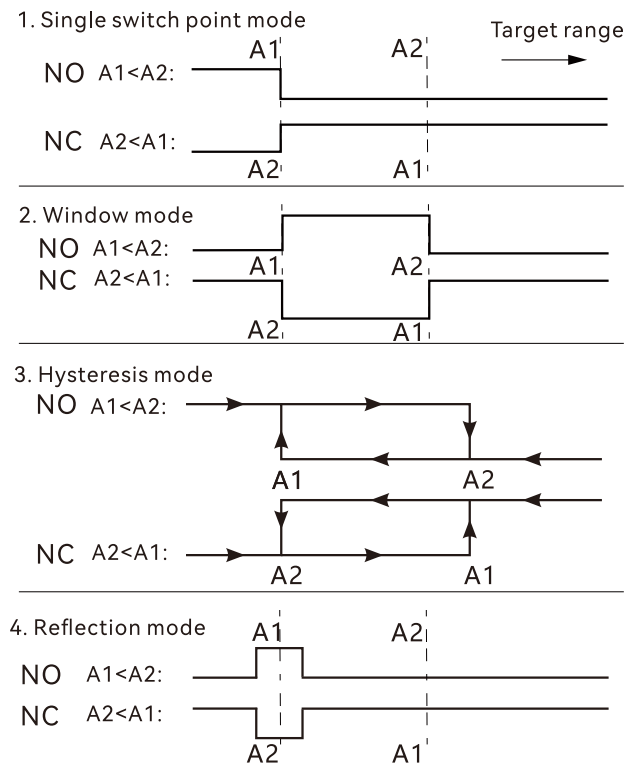 1. Single switch point mode
A1 A2 Target range
NO A1<A2:
NC A2<A1:
A2 A1
2. Window mode
NO A1<A2:
A1 A2
NC A2<A1:
A2 A1
3. Hysteresis mode
NO A1<A2:
A1 A2
NC A2<A1:
A2 A1
4. Reflection mode
A1 A2
NO A1<A2:
NC A2<A1:
A2 A1